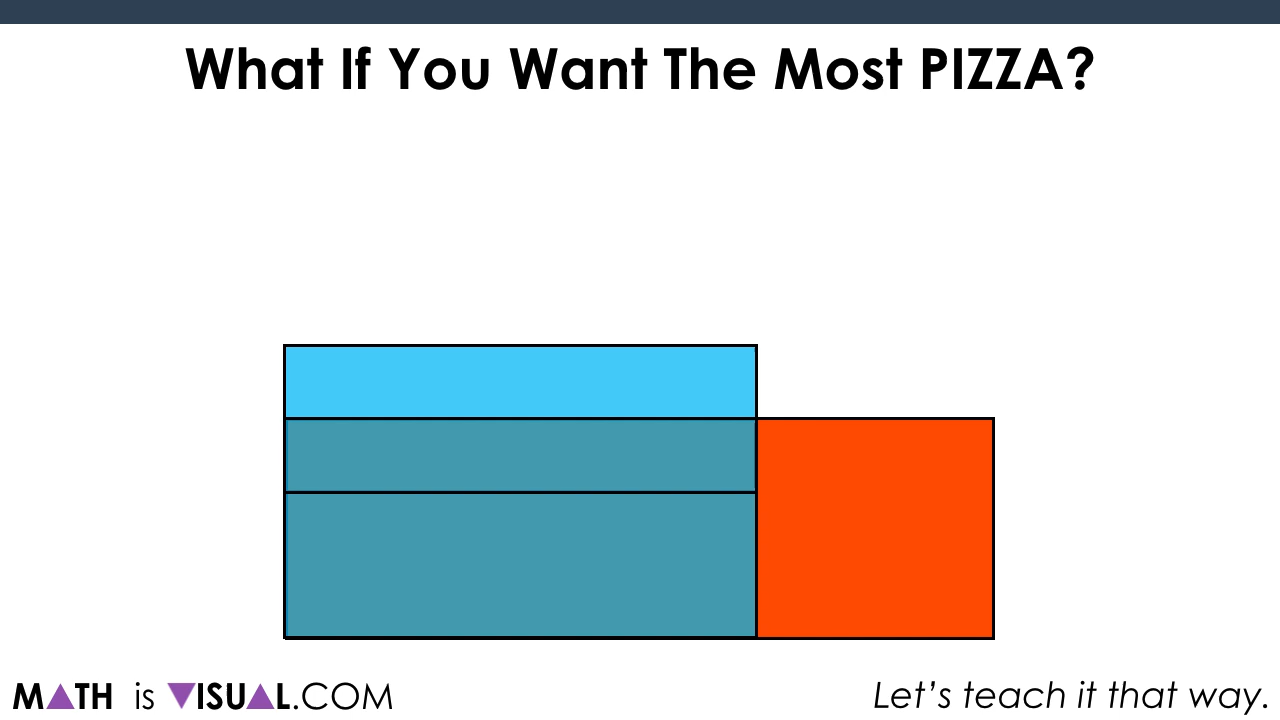 What If You Want The Most PIZZA?
MATH is VISUAL.COM
Let's teach it that way.